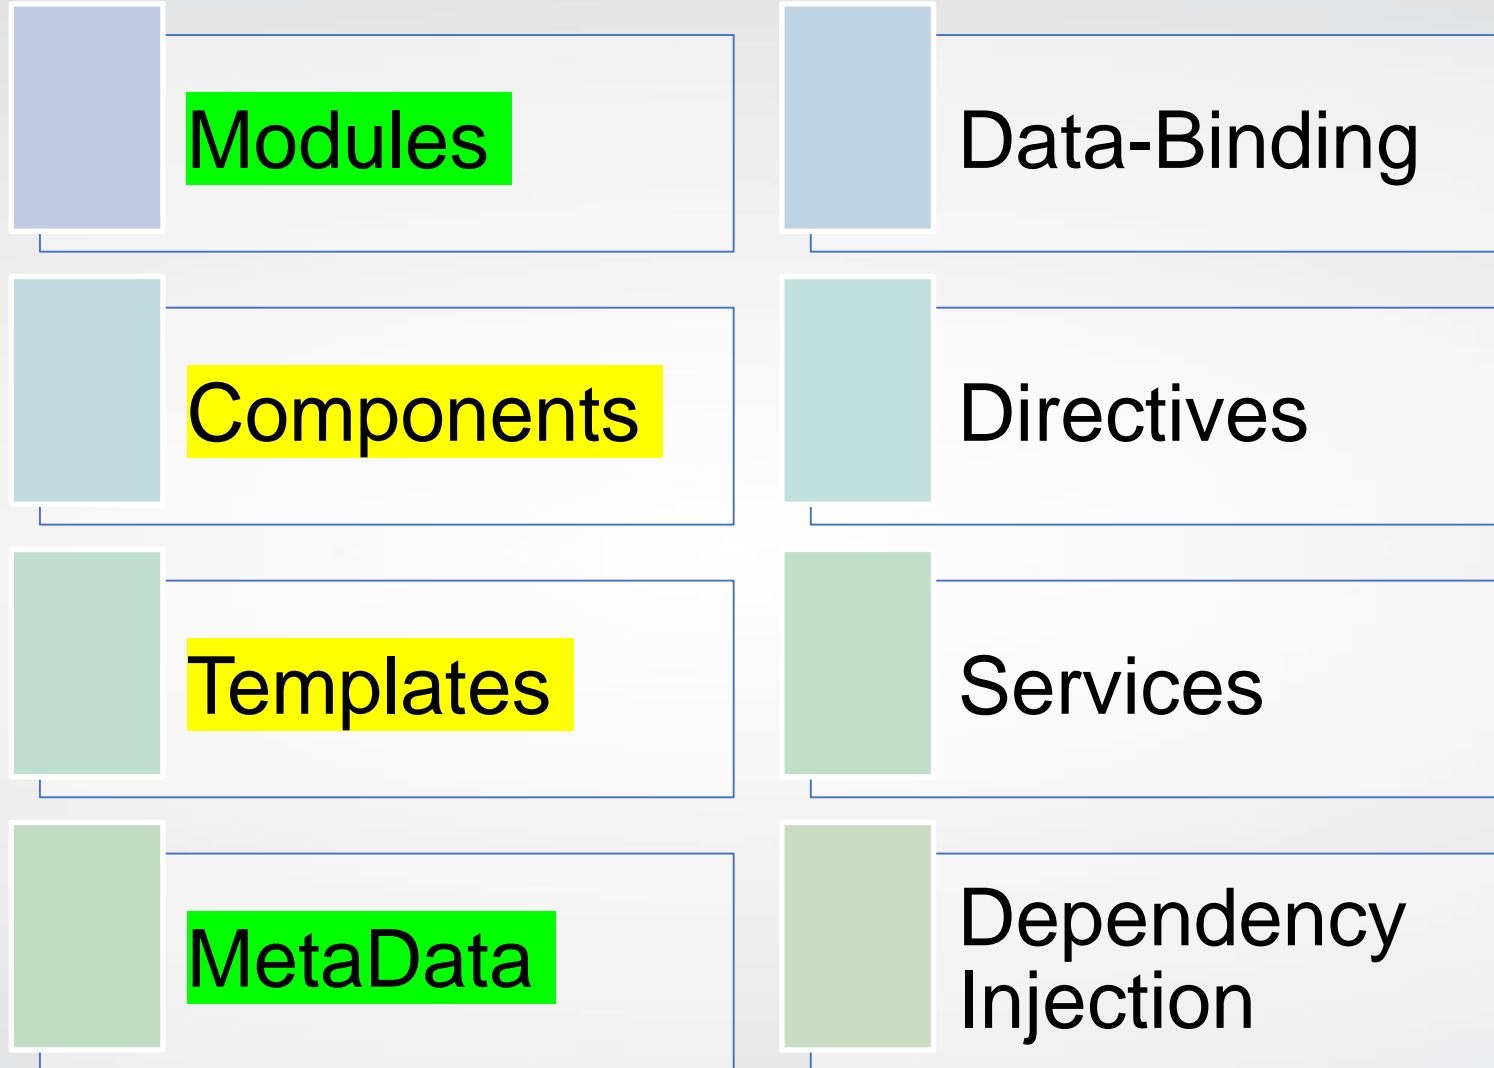 Modules
Data-Binding
Components
Directives
Templates
Services
MetaData
Dependency
Injection